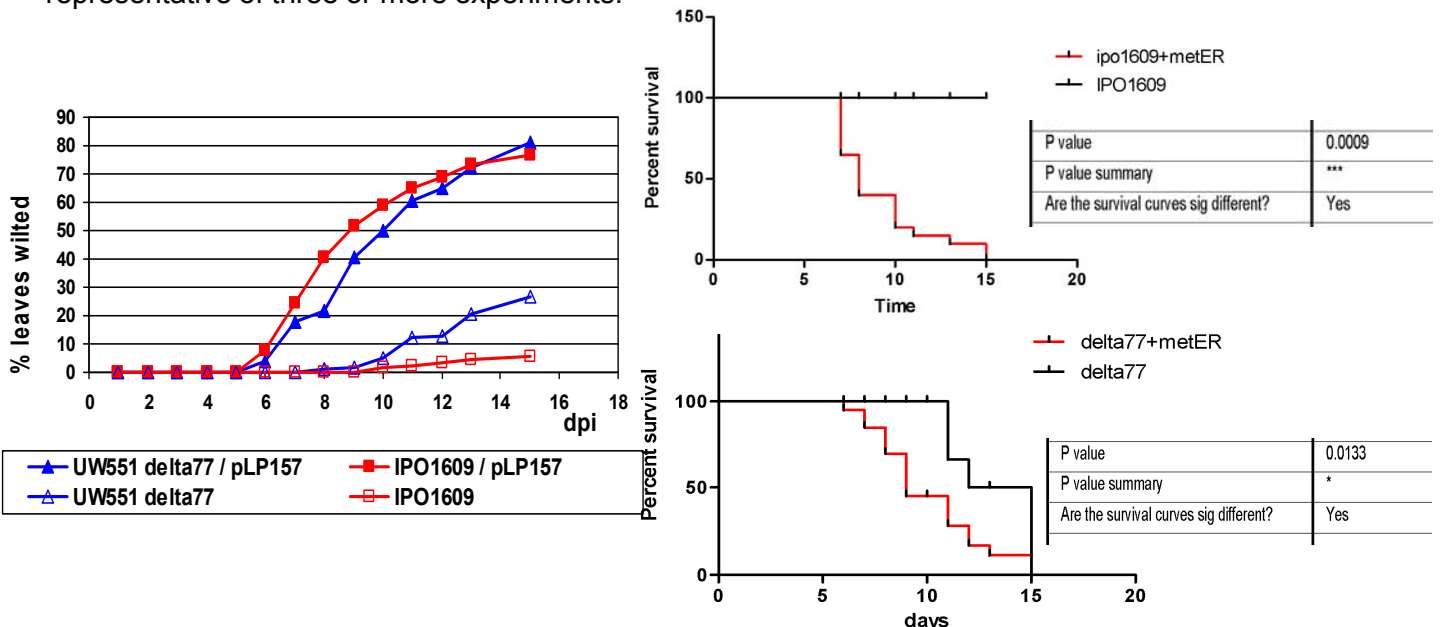 representative of three or more experiments.
% leaves wilted
90
80
70
60
50
40
30
20
10
0
0 2 4 6 8 10 12 14 16 18
dpi
UW551 delta77 / pLP157 IPO1609 / pLP157
UW551 delta77 IPO1609
Percent survival
150
100
50
0
0 5 10 15 20
Time
ipo1609+metER
IPO1609
P value 0.0009
P value summary ***
Are the survival curves sig different? Yes
Percent survival
100
50
0
0 5 10 15 20
days
delta77+metER
delta77
P value 0.0133
P value summary *
Are the survival curves sig different? Yes